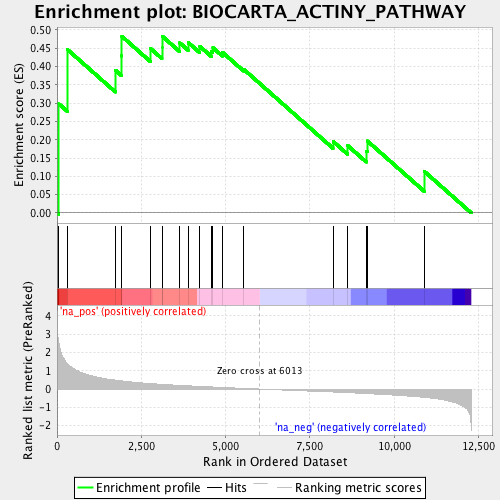 Enrichment plot: BIOCARTA_ACTINY_PATHWAY
Enrichment score (ES)
0.50
0.45
0.40
0.35
0.30
0.25
0.20
0.15
0.10
0.05
0.00
'na_pos' (positively correlated)
Ranked list metric (PreRanked)
4
3
2
1
0
-1
-2
Zero cross at 6013
'na_neg' (negatively correlated)
0 2,500 5,000 7,500 10,000 12,500
Rank in Ordered Dataset
Enrichment profile Hits Ranking metric scores